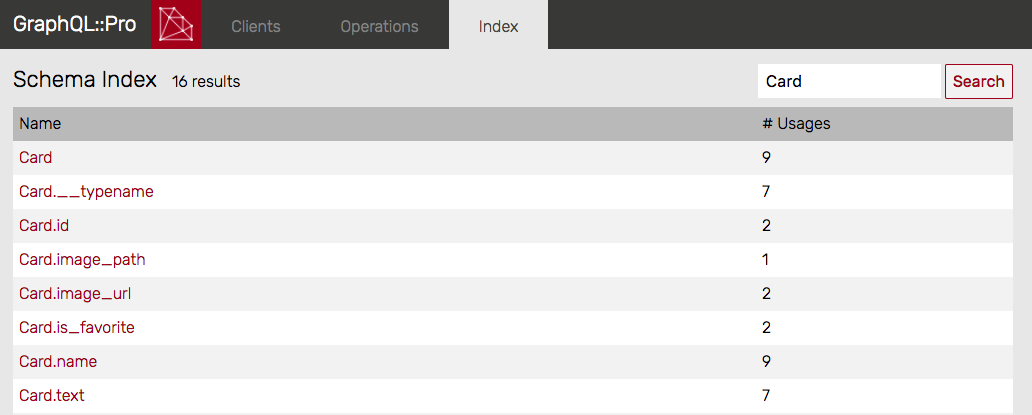 GraphQL::Pro Clients Operations Index
Schema Index 16 results Card Search
Name # Usages
Card 9
Card.__typename 7
Card.id 2
Card.image_path 1
Card.image_url 2
Card.is_favorite 2
Card.name 9
Card.text 7